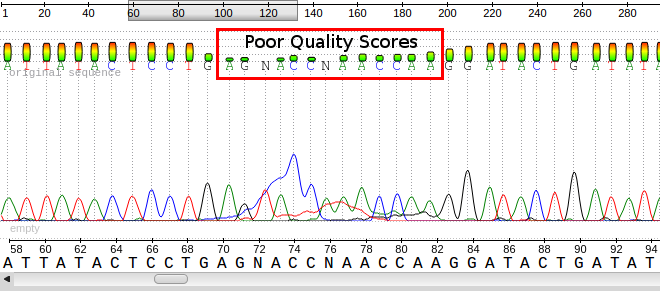 1 20 40 60 80 100 120 140 160 180 200 220 240 260 280
Poor Quality Scores
A T T A T A C T C C T G A G N A C C N A A C C A A G G A T A C T G A T A T
original sequence
empty
58 60 62 64 66 68 70 72 74 76 78 80 82 84 86 88 90 92 94
A T T A T A C T C C T G A G N A C C N A A C C A A G G A T A C T G A T A T